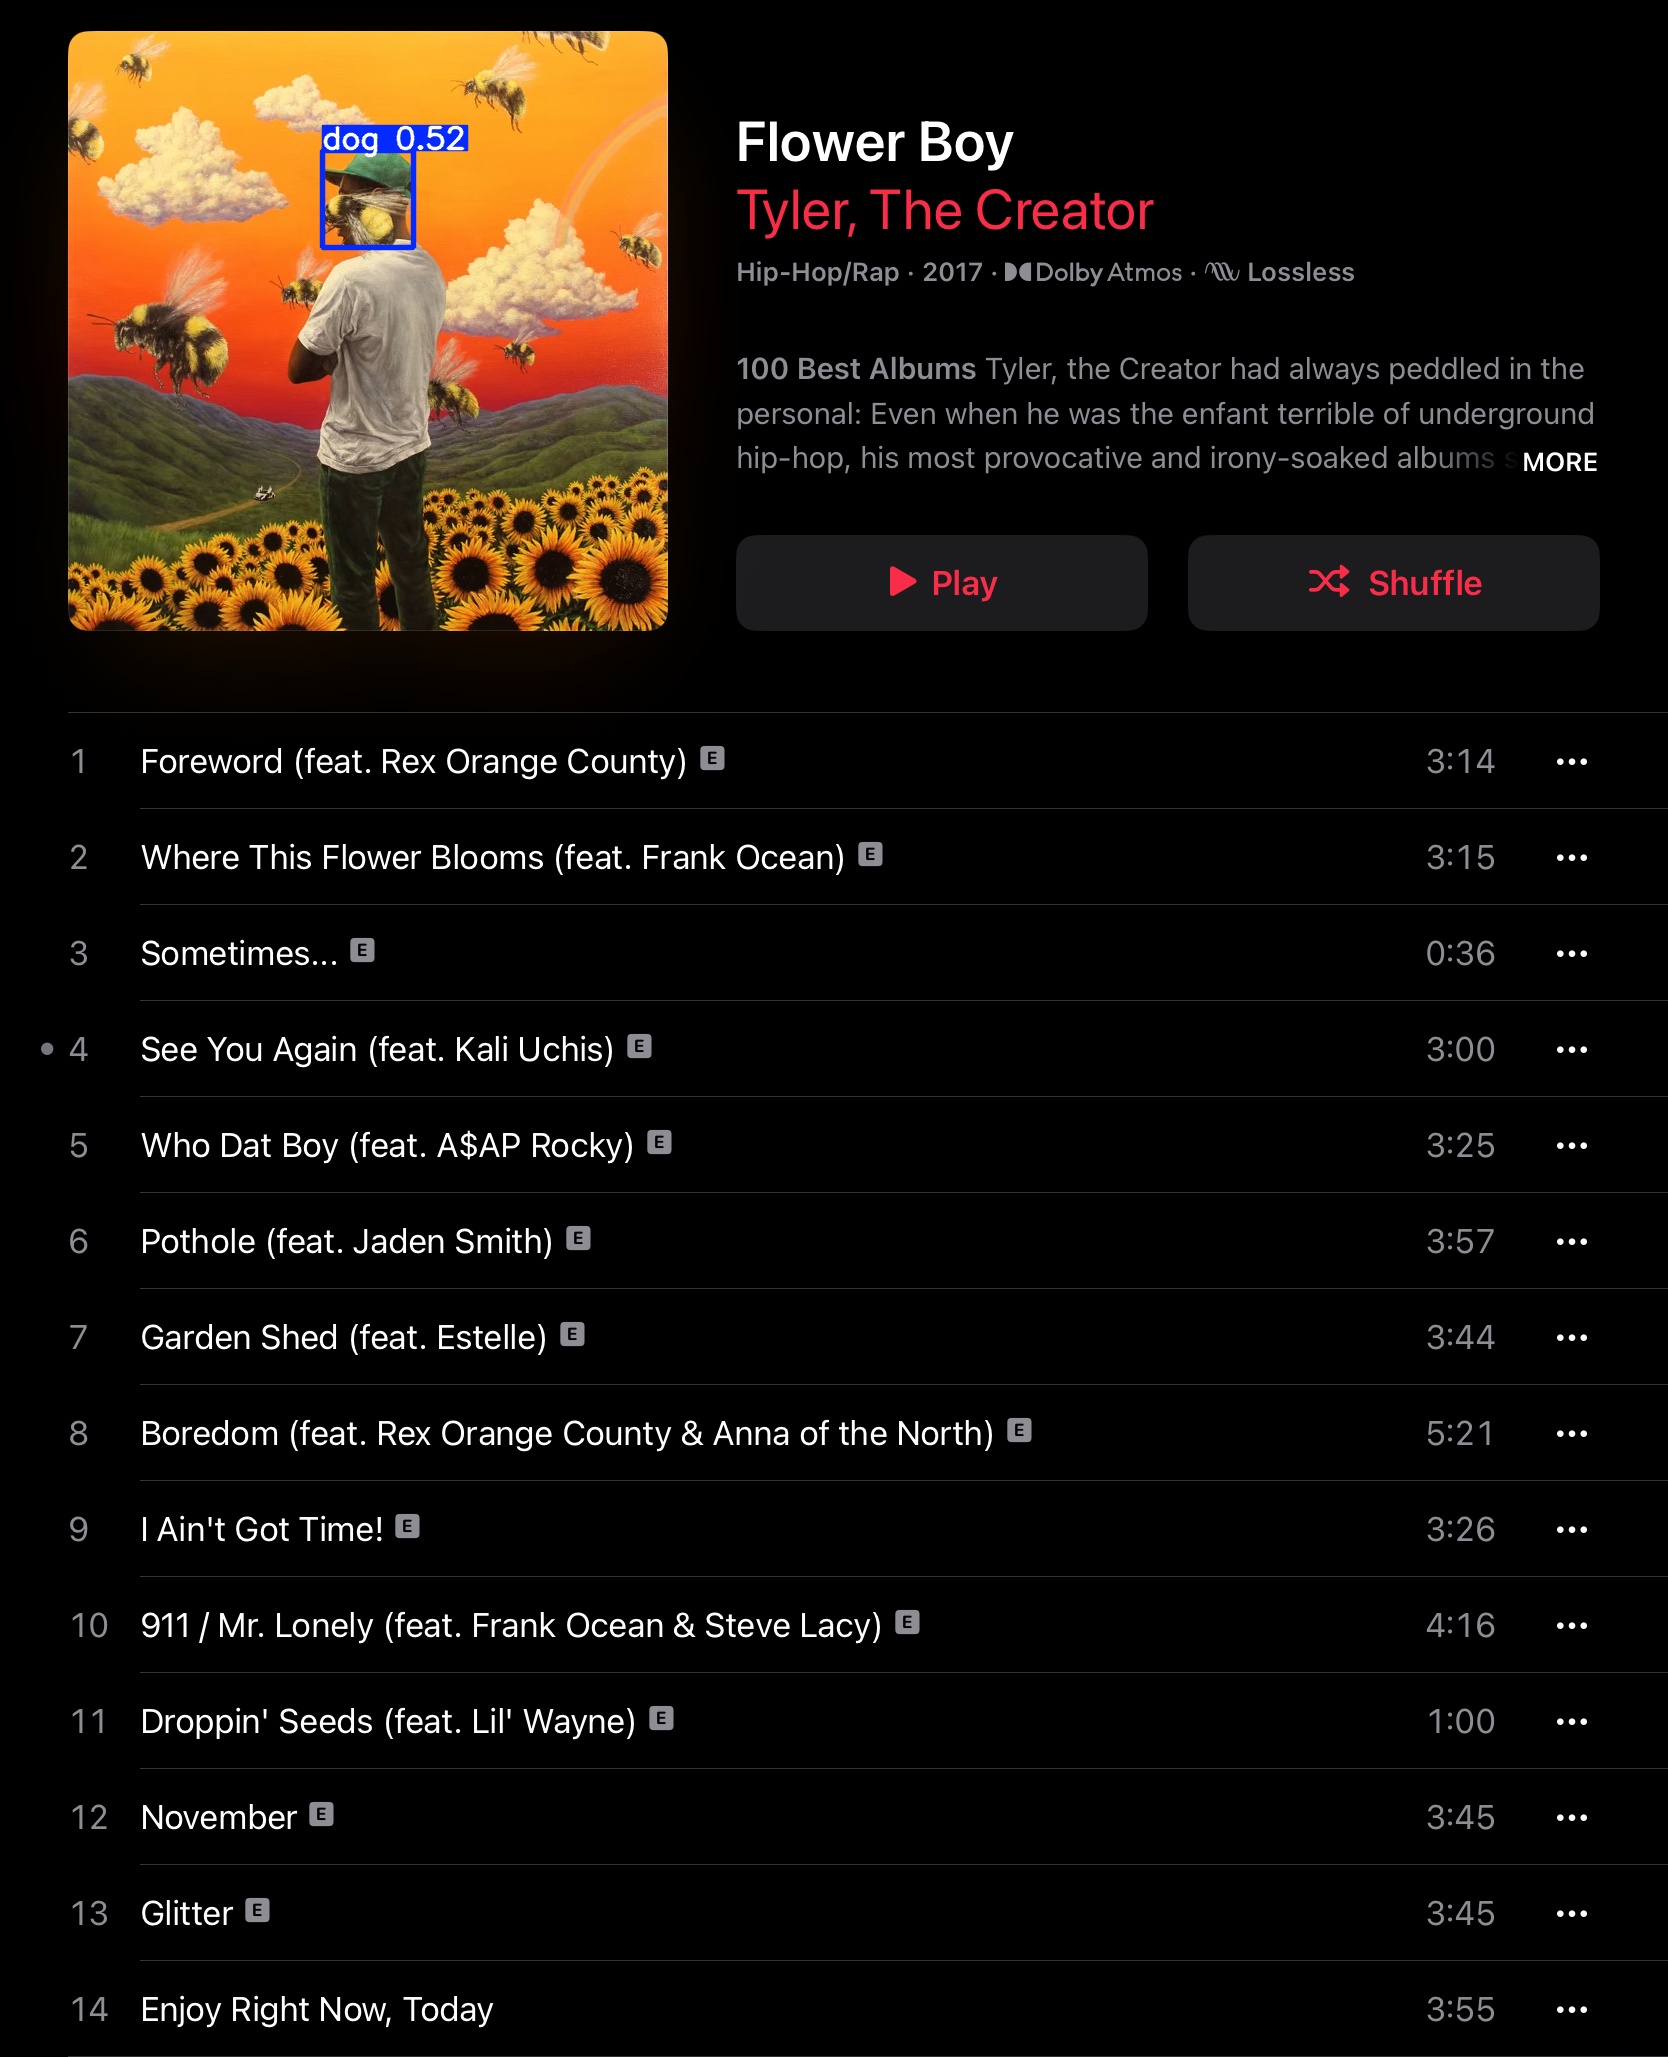 dog 0.52
Flower Boy
Tyler, The Creator
Hip-Hop/Rap · 2017 · Dolby Atmos · Lossless
100 Best Albums Tyler, the Creator had always peddled in the
personal: Even when he was the enfant terrible of underground
hip-hop, his most provocative and irony-soaked albums s MORE
Play
Shuffle
1 Foreword (feat. Rex Orange County) E 3:14
2 Where This Flower Blooms (feat. Frank Ocean) E 3:15
3 Sometimes... E 0:36
4 See You Again (feat. Kali Uchis) E 3:00
5 Who Dat Boy (feat. A$AP Rocky) E 3:25
6 Pothole (feat. Jaden Smith) E 3:57
7 Garden Shed (feat. Estelle) E 3:44
8 Boredom (feat. Rex Orange County & Anna of the North) E 5:21
9 I Ain't Got Time! E 3:26
10 911 / Mr. Lonely (feat. Frank Ocean & Steve Lacy) E 4:16
11 Droppin' Seeds (feat. Lil' Wayne) E 1:00
12 November E 3:45
13 Glitter E 3:45
14 Enjoy Right Now, Today 3:55